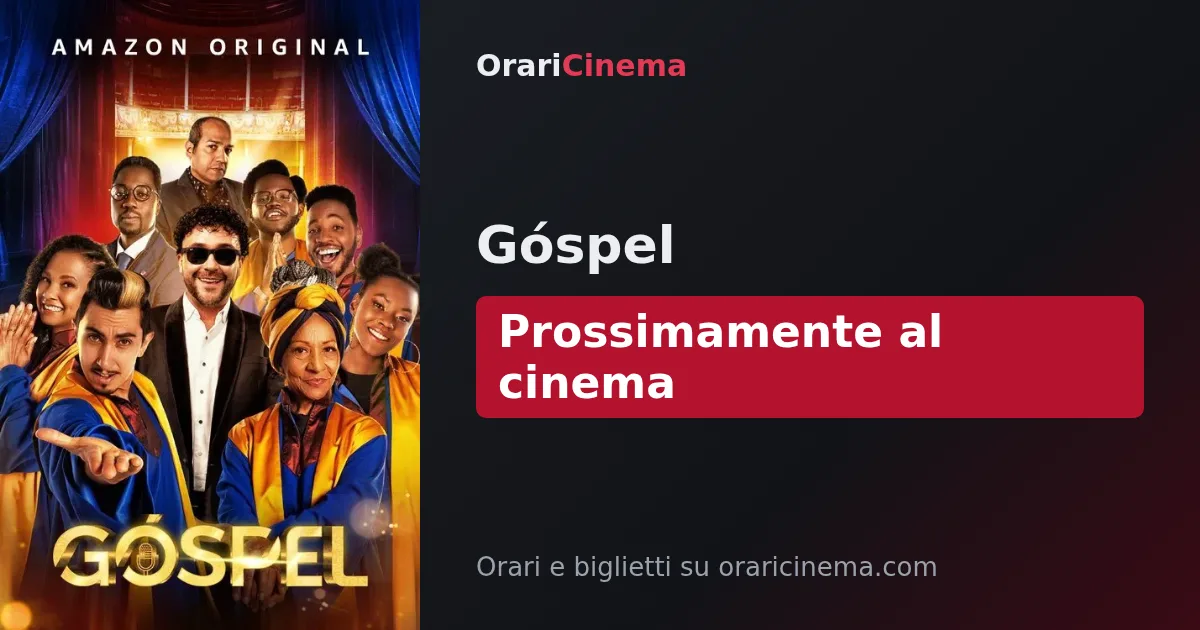 AMAZON ORIGINAL
GÓSPEL
OrariCinema
Góspel
Prossimamente al
cinema
Orari e biglietti su oraricinema.com